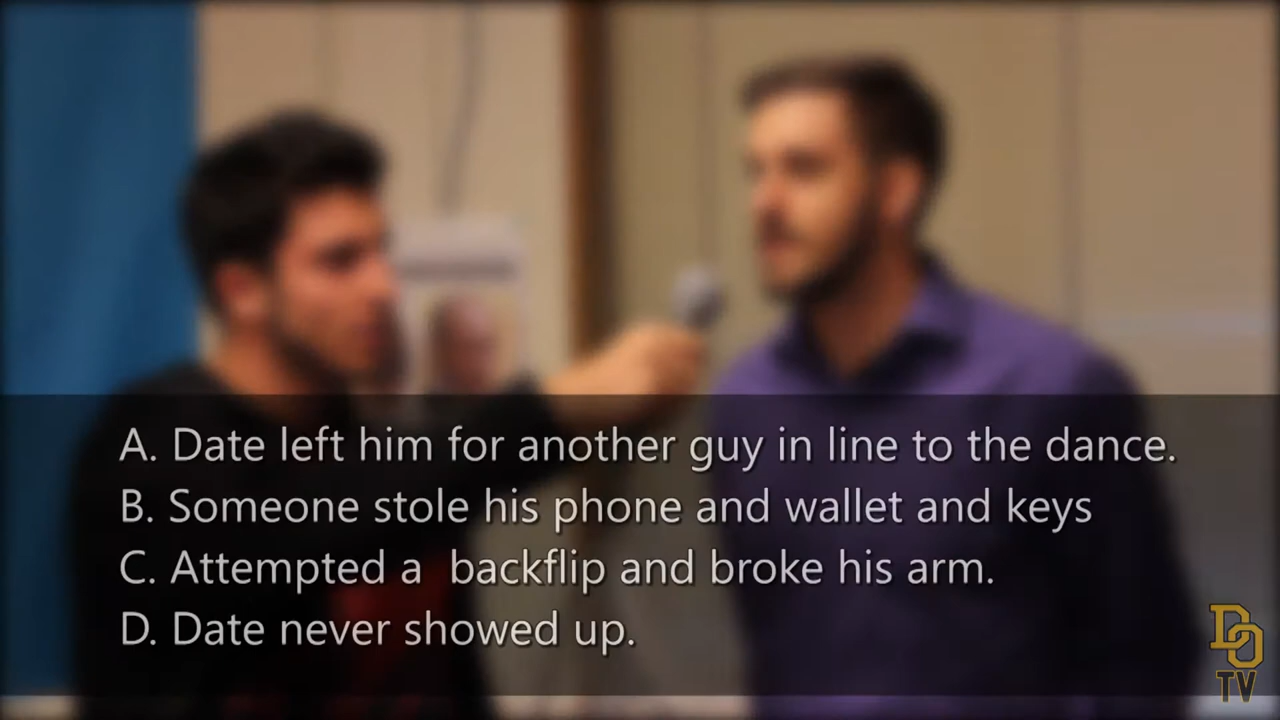 A. Date left him for another guy in line to the dance.
B. Someone stole his phone and wallet and keys
C. Attempted a  backflip and broke his arm.
D. Date never showed up.
DO
TV